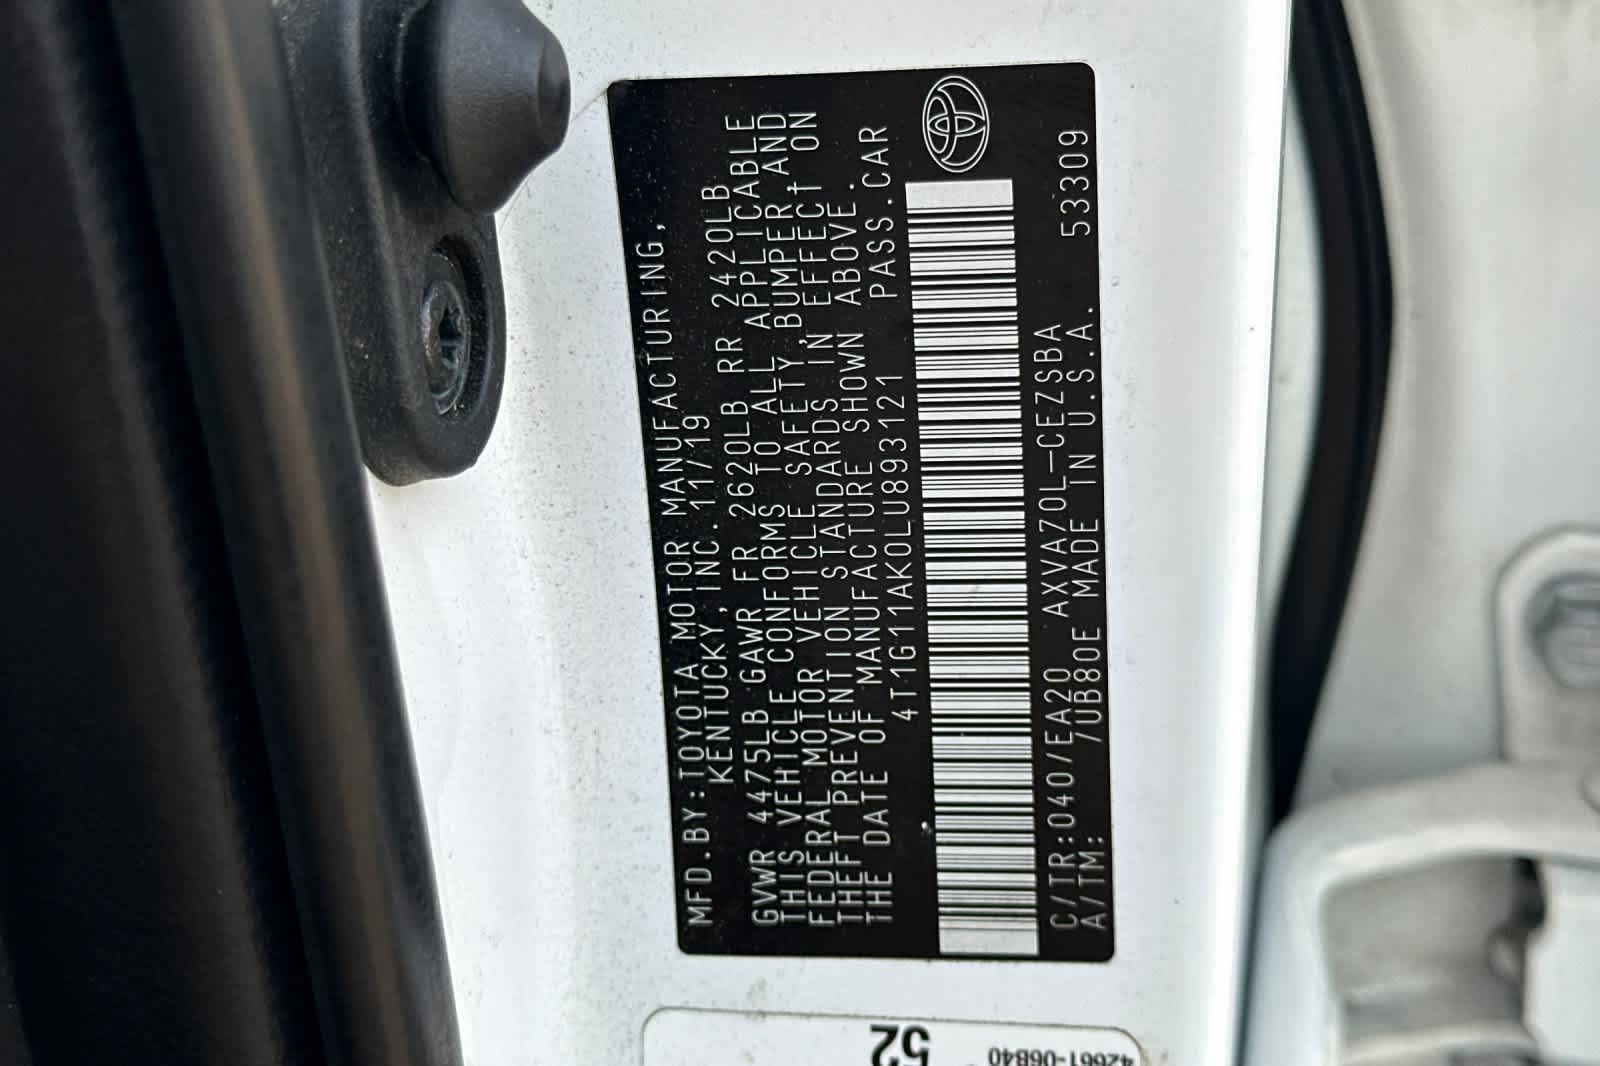 MFD.BY:TOYOTA MOTOR MANUFACTURING,
KENTUCKY, INC. 11/19
GVWR 4475LB GAWR FR 2620LB RR 2420LB
THIS VEHICLE CONFORMS TO ALL APPLICABLE
FEDERAL MOTOR VEHICLE SAFETY,BUMPER,AND
THEFT PREVENTION STANDARDS IN EFFECT ON
THE DATE OF MANUFACTURE SHOWN ABOVE.
4T1G11AK0LU893121 PASS.CAR
C/TR:040/EA20 AXVA70L-CEZSBA
A/TM: /UB80E MADE IN U.S.A. 53309
52
42661-06B40